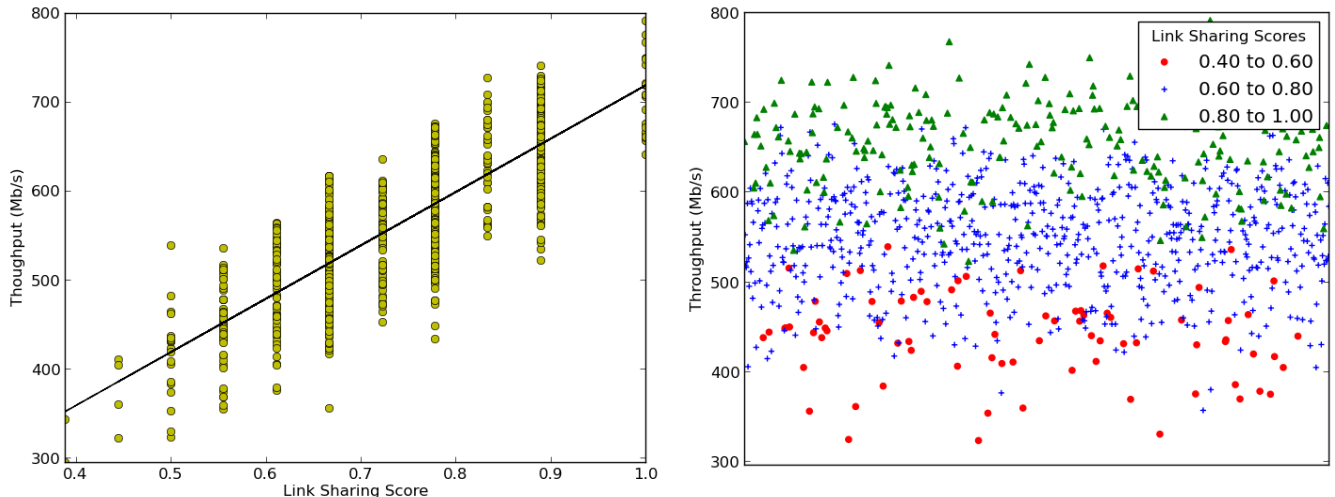 800
700
600
500
400
300
Thoughput (Mb/s)
0.4 0.5 0.6 0.7 0.8 0.9 1.0
Link Sharing Score
800
700
600
500
400
300
Throughput (Mb/s)
Link Sharing Scores
0.40 to 0.60
0.60 to 0.80
0.80 to 1.00